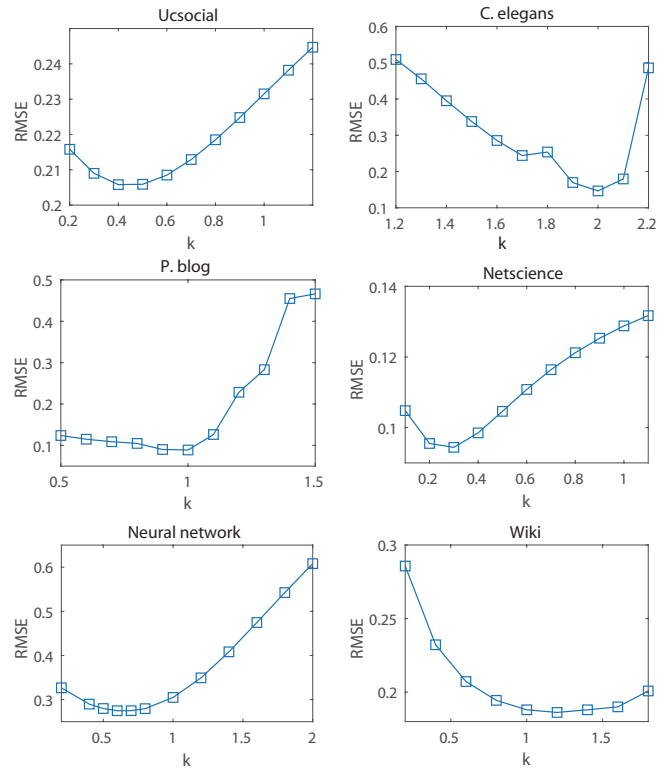 Ucsocial
0.24
0.23
0.22
0.21
0.2
RMSE
0.2 0.4 0.6 0.8 1
k
C. elegans
0.6
0.5
0.4
0.3
0.2
0.1
RMSE
1.2 1.4 1.6 1.8 2 2.2
k
P. blog
0.5
0.4
0.3
0.2
0.1
RMSE
0.5 1 1.5
k
Netscience
0.14
0.12
0.1
RMSE
0.2 0.4 0.6 0.8 1
k
Neural network
0.6
0.5
0.4
0.3
RMSE
0.5 1 1.5 2
k
Wiki
0.3
0.25
0.2
RMSE
0.5 1 1.5
k